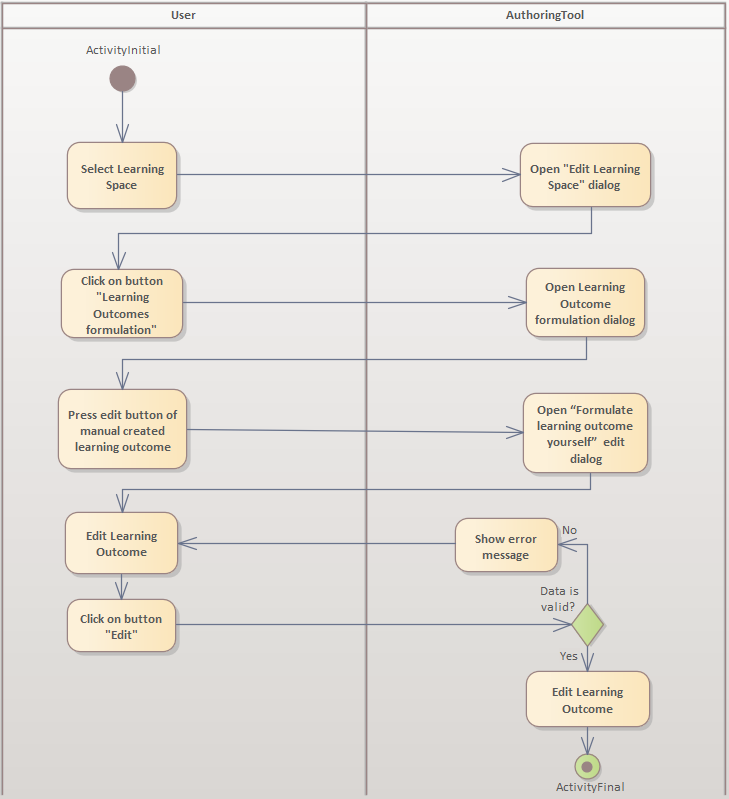 User
AuthoringTool
ActivityInitial
Select Learning
Space
Open "Edit Learning
Space" dialog
Click on button
"Learning
Outcomes
formulation"
Open Learning
Outcome
formulation dialog
Press edit button of
manual created
learning outcome
Open “Formulate
learning outcome
yourself” edit
dialog
Edit Learning
Outcome
Show error
message
No
Data is
valid?
Click on button
"Edit"
Yes
Edit Learning
Outcome
ActivityFinal